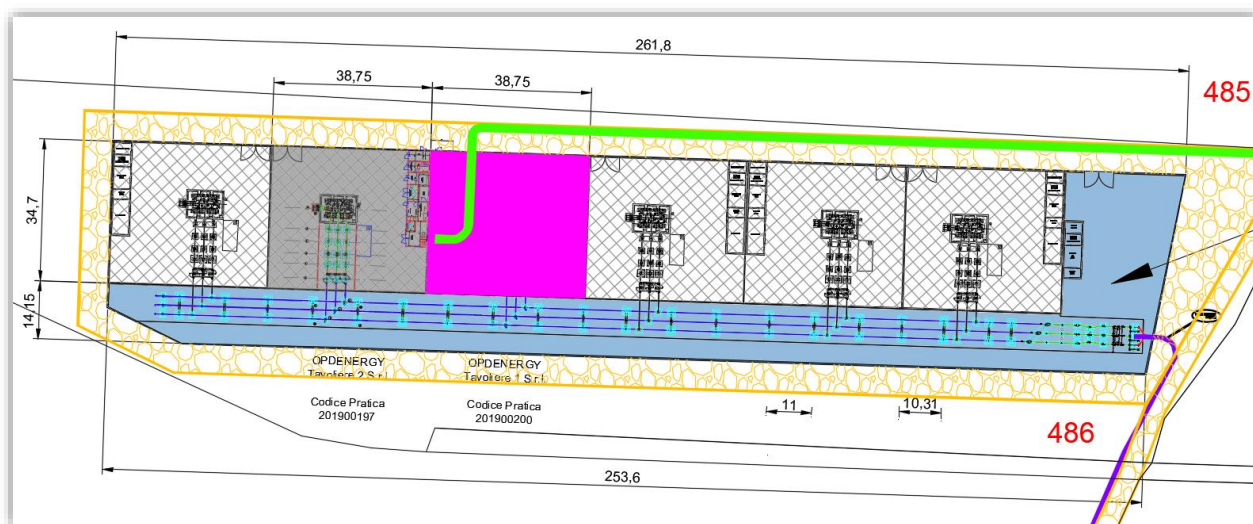 261,8
38,75
38,75
485
34,7
14,15
OPDENERGY
Tavoliere 2 S.r.l.
OPDENERGY
Tavoliere 1 S.r.l.
Codice Pratica
201900197
Codice Pratica
201900200
11
10,31
486
253,6